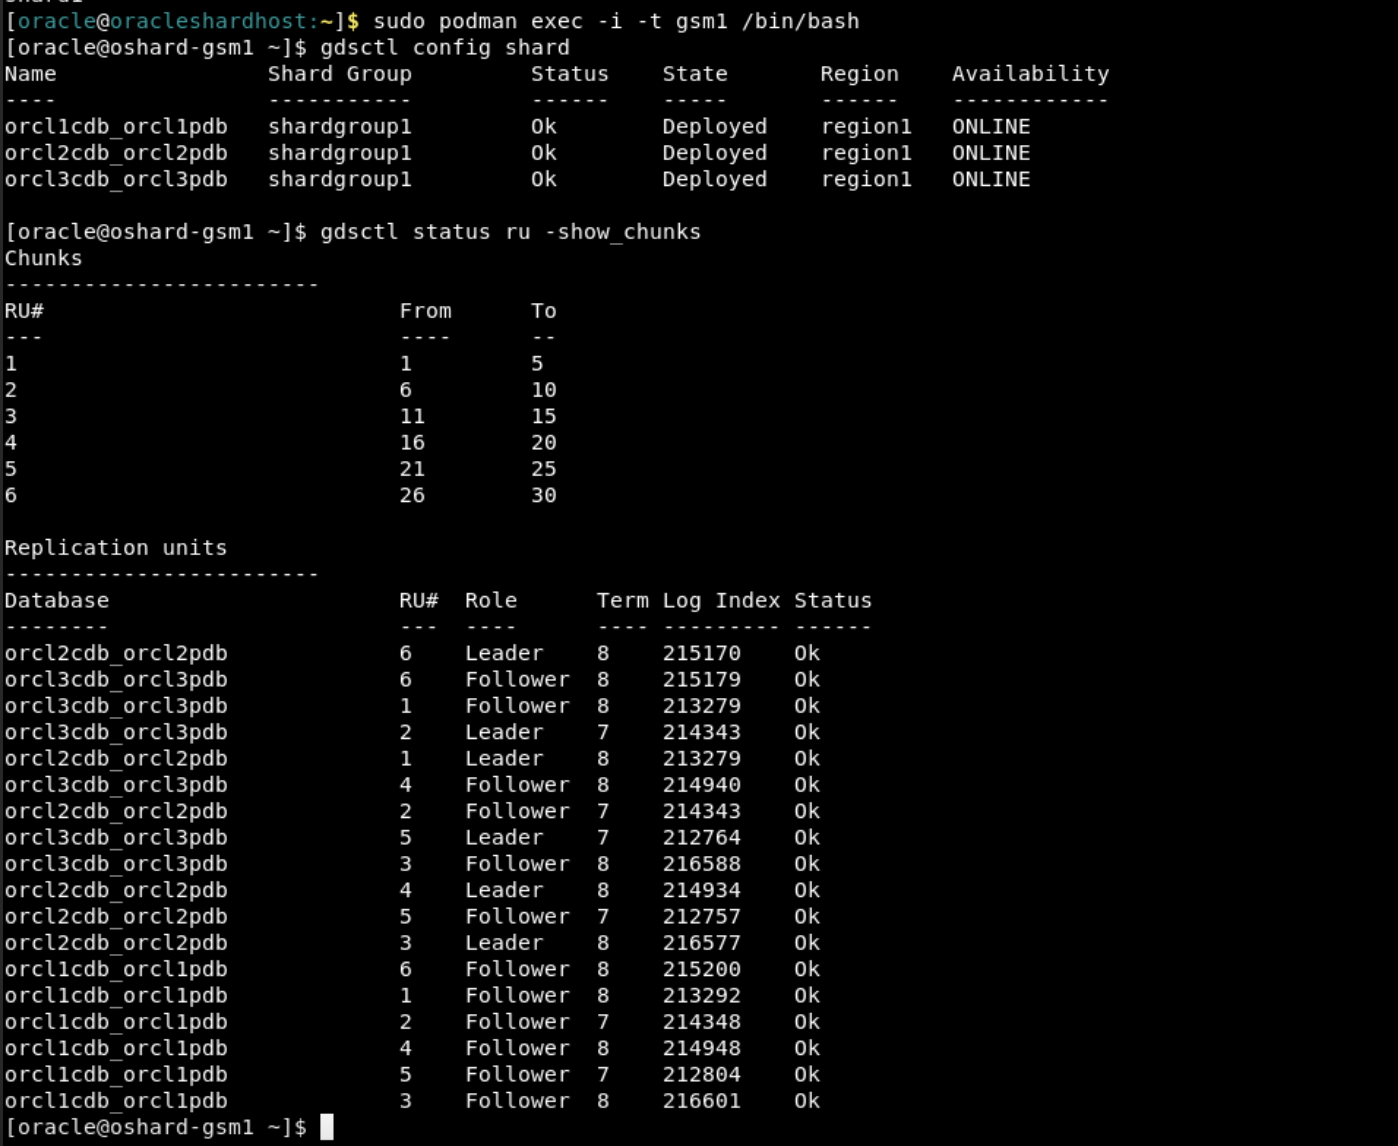 [oracle@oracleshardhost:~]$ sudo podman exec -i -t gsm1 /bin/bash
[oracle@oshard-gsm1 ~]$ gdsctl config shard
Name                Shard Group         Status    State       Region    Availability
----                -----------         ------    -----       ------    ------------
orcl1cdb_orcl1pdb   shardgroup1         Ok        Deployed    region1   ONLINE
orcl2cdb_orcl2pdb   shardgroup1         Ok        Deployed    region1   ONLINE
orcl3cdb_orcl3pdb   shardgroup1         Ok        Deployed    region1   ONLINE
[oracle@oshard-gsm1 ~]$ gdsctl status ru -show_chunks
Chunks
------------------------
RU#                           From      To
---                           ----      --
1                             1         5
2                             6         10
3                             11        15
4                             16        20
5                             21        25
6                             26        30
Replication units
------------------------
Database                      RU#  Role      Term Log Index Status
--------                      ---  ----      ---- --------- ------
orcl2cdb_orcl2pdb             6    Leader    8    215170    Ok
orcl3cdb_orcl3pdb             6    Follower  8    215179    Ok
orcl3cdb_orcl3pdb             1    Follower  8    213279    Ok
orcl3cdb_orcl3pdb             2    Leader    7    214343    Ok
orcl2cdb_orcl2pdb             1    Leader    8    213279    Ok
orcl3cdb_orcl3pdb             4    Follower  8    214940    Ok
orcl2cdb_orcl2pdb             2    Follower  7    214343    Ok
orcl3cdb_orcl3pdb             5    Leader    7    212764    Ok
orcl3cdb_orcl3pdb             3    Follower  8    216588    Ok
orcl2cdb_orcl2pdb             4    Leader    8    214934    Ok
orcl2cdb_orcl2pdb             5    Follower  7    212757    Ok
orcl2cdb_orcl2pdb             3    Leader    8    216577    Ok
orcl1cdb_orcl1pdb             6    Follower  8    215200    Ok
orcl1cdb_orcl1pdb             1    Follower  8    213292    Ok
orcl1cdb_orcl1pdb             2    Follower  7    214348    Ok
orcl1cdb_orcl1pdb             4    Follower  8    214948    Ok
orcl1cdb_orcl1pdb             5    Follower  7    212804    Ok
orcl1cdb_orcl1pdb             3    Follower  8    216601    Ok
[oracle@oshard-gsm1 ~]$